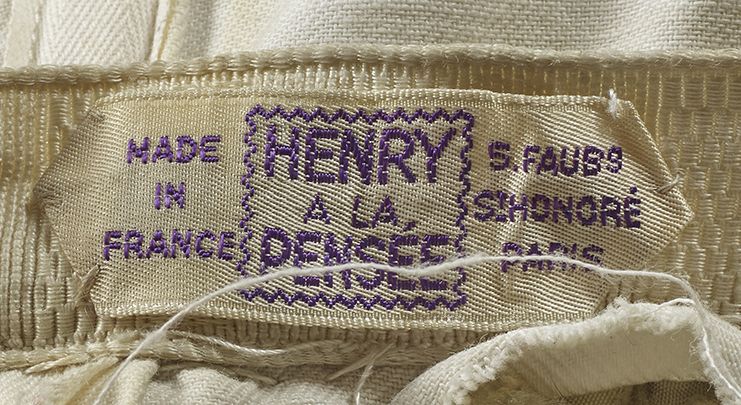 MADE
IN
FRANCE
HENRY
A LA
PENSÉE
5.FAUBG
ST HONORÉ
PARIS